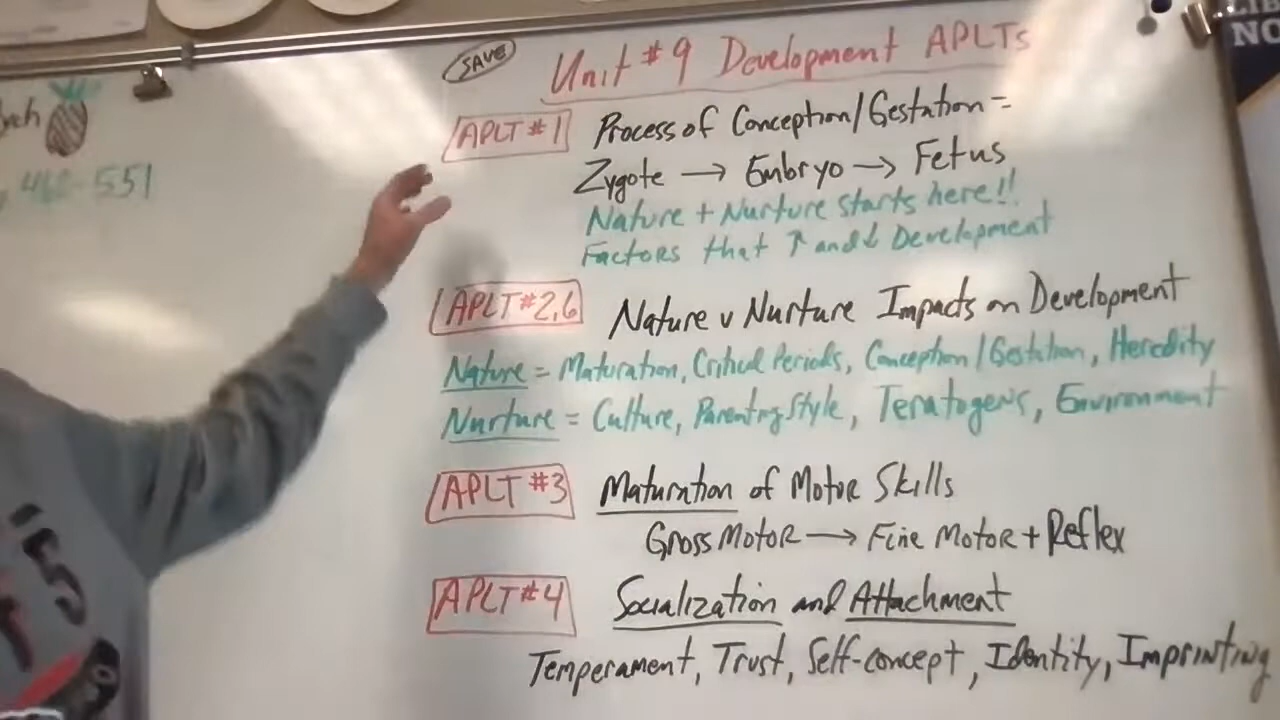 SAVE
Unit #9 Development APLTs
APLT #1 Process of Conception/Gestation =
Zygote → Embryo → Fetus
Nature + Nurture starts here!!
Factors that ↑ and ↓ Development
APLT #2,6 Nature v Nurture Impacts on Development
Nature = Maturation, Critical Periods, Conception/Gestation, Heredity
Nurture = Culture, Parenting Style, Teratogens, Environment
APLT #3 Maturation of Motor Skills
Gross Motor → Fine Motor + Reflex
APLT #4 Socialization and Attachment
Temperament, Trust, Self-concept, Identity, Imprinting
551
NO
'15